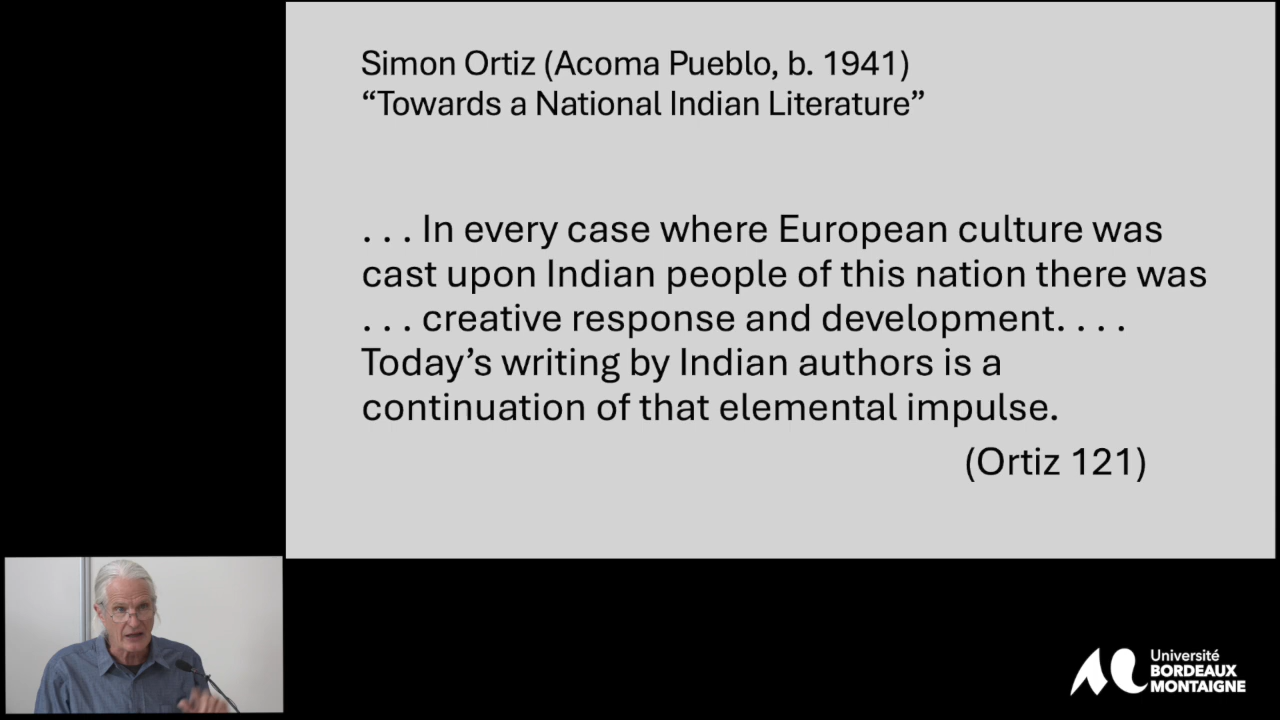 Simon Ortiz (Acoma Pueblo, b. 1941)
“Towards a National Indian Literature”
. . . In every case where European culture was
cast upon Indian people of this nation there was
. . . creative response and development. . . .
Today’s writing by Indian authors is a
continuation of that elemental impulse.
(Ortiz 121)
Université
BORDEAUX
MONTAIGNE